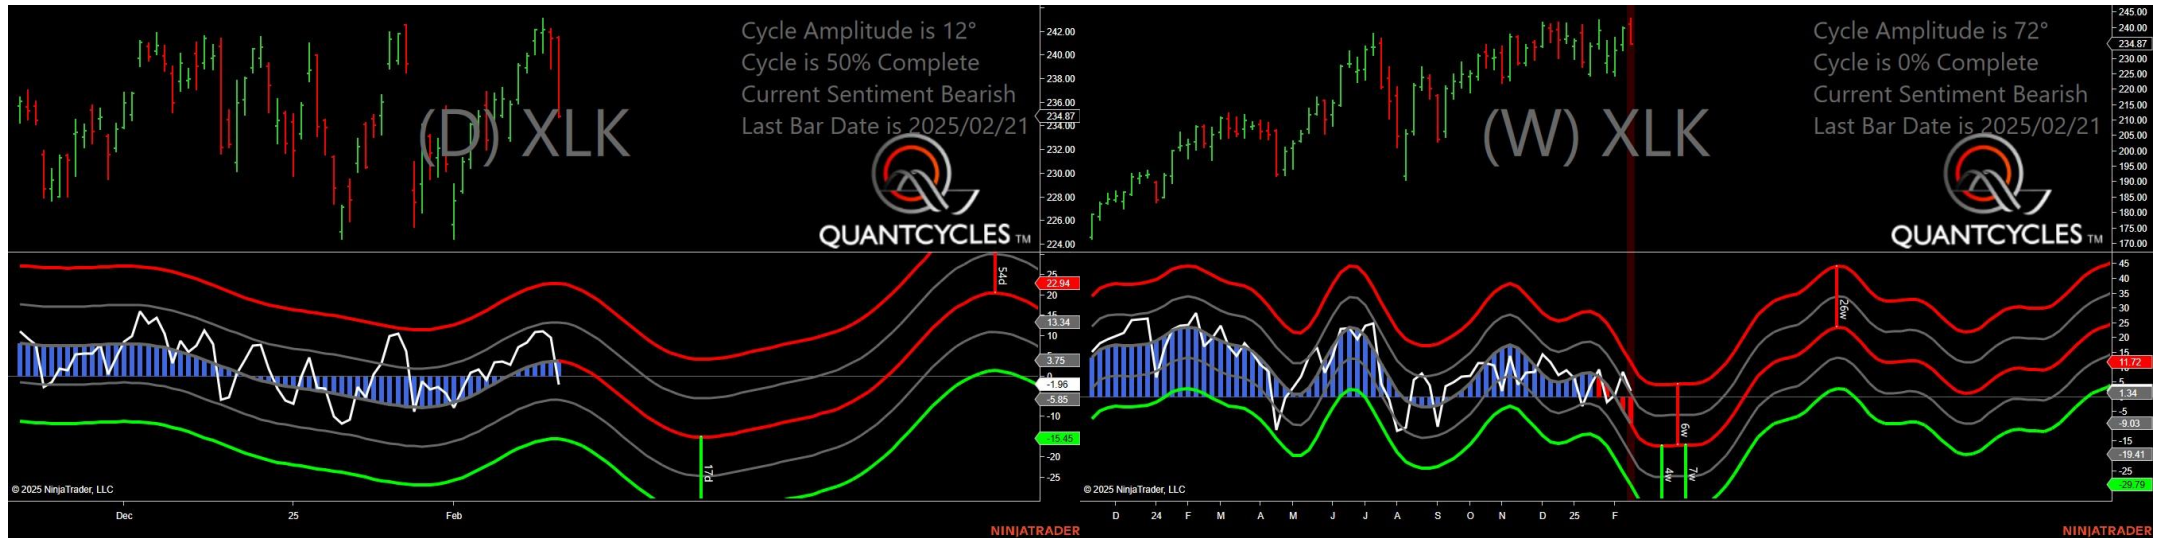 Cycle Amplitude is 12°
Cycle is 50% Complete
Current Sentiment Bearish
Last Bar Date is 2025/02/21
(D) XLK
QUANTCYCLES TM
242.00
240.00
238.00
236.00
234.87
234.00
232.00
230.00
228.00
226.00
224.00
54d
17d
25
22.94
20
15
13.34
10
3.75
0
-1.96
-5.85
-10
-15.45
-20
-25
© 2025 NinjaTrader, LLC
Dec
25
Feb
NINJATRADER
Cycle Amplitude is 72°
Cycle is 0% Complete
Current Sentiment Bearish
Last Bar Date is 2025/02/21
(W) XLK
QUANTCYCLES TM
245.00
240.00
234.87
230.00
225.00
220.00
215.00
210.00
205.00
200.00
195.00
190.00
185.00
180.00
175.00
170.00
26w
6w
4w
7w
45
40
35
30
25
20
15
11.72
5
1.34
-5
-9.03
-15
-19.41
-25
-29.79
© 2025 NinjaTrader, LLC
D
24
F
M
A
M
J
J
A
S
O
N
D
25
F
NINJATRADER